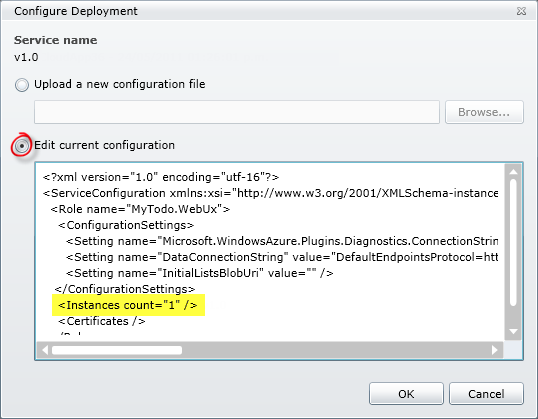 Configure Deployment
Service name
v1.0
Upload a new configuration file
Browse...
Edit current configuration
<?xml version="1.0" encoding="utf-16"?>
<ServiceConfiguration xmlns:xsi="http://www.w3.org/2001/XMLSchema-instance
<Role name="MyTodo.WebUx">
<ConfigurationSettings>
<Setting name="Microsoft.WindowsAzure.Plugins.Diagnostics.ConnectionStrin
<Setting name="DataConnectionString" value="DefaultEndpointsProtocol=htt
<Setting name="InitialListsBlobUri" value="" />
</ConfigurationSettings>
<Instances count="1" />
<Certificates />
OK Cancel